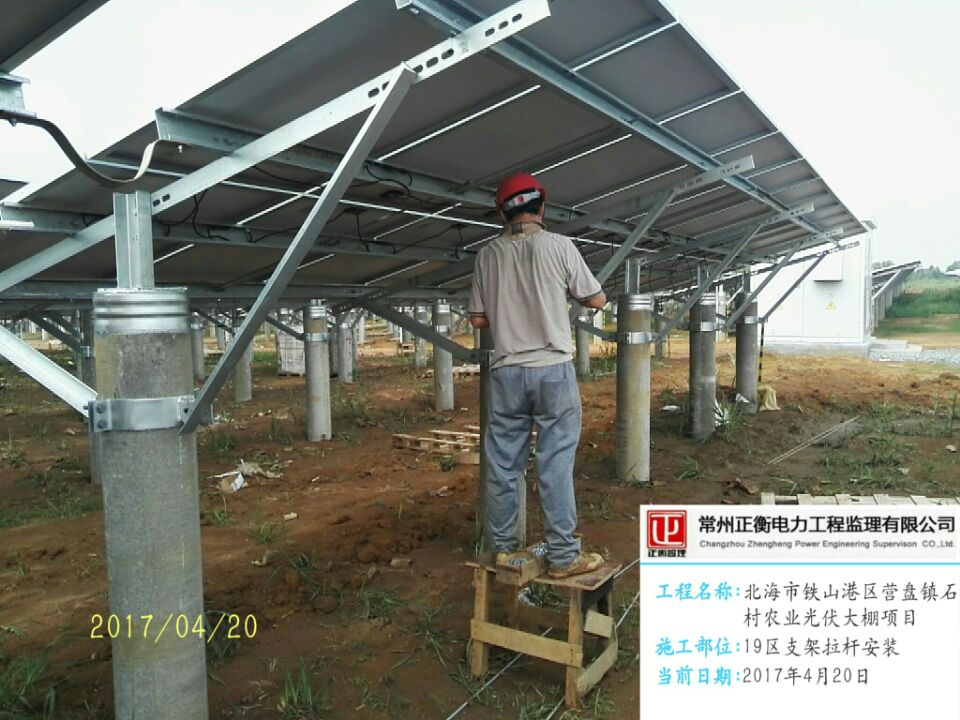 2017/04/20
正衡监理
常州正衡电力工程监理有限公司
Changzhou Zhengheng Power Engineering Supervison CO.,Ltd.
工程名称:北海市铁山港区营盘镇石
村农业光伏大棚项目
施工部位:19区支架拉杆安装
当前日期:2017年4月20日